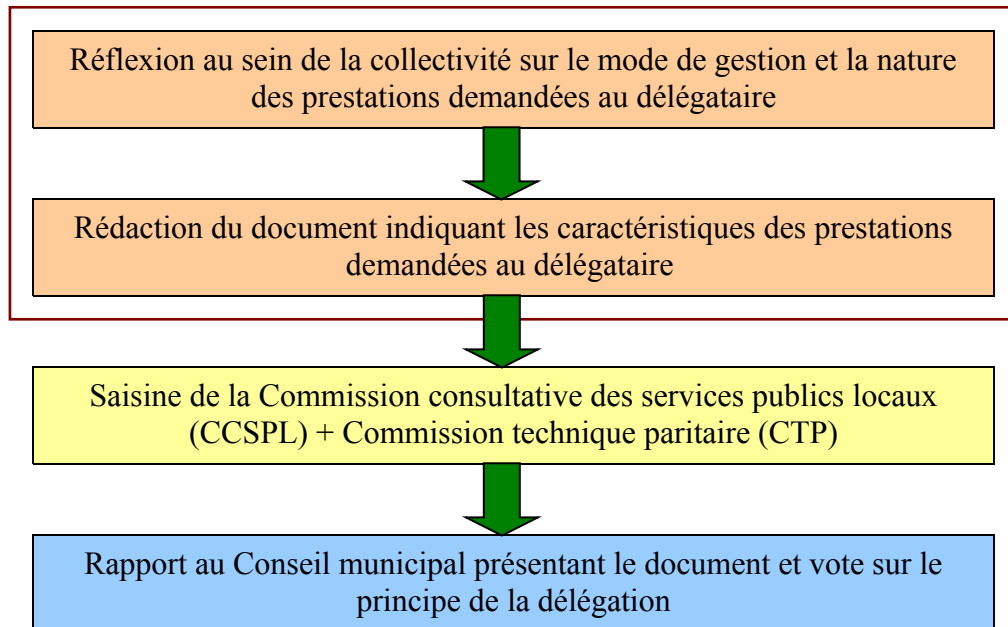 Réflexion au sein de la collectivité sur le mode de gestion et la nature
des prestations demandées au délégataire
Rédaction du document indiquant les caractéristiques des prestations
demandées au délégataire
Saisine de la Commission consultative des services publics locaux
(CCSPL) + Commission technique paritaire (CTP)
Rapport au Conseil municipal présentant le document et vote sur le
principe de la délégation